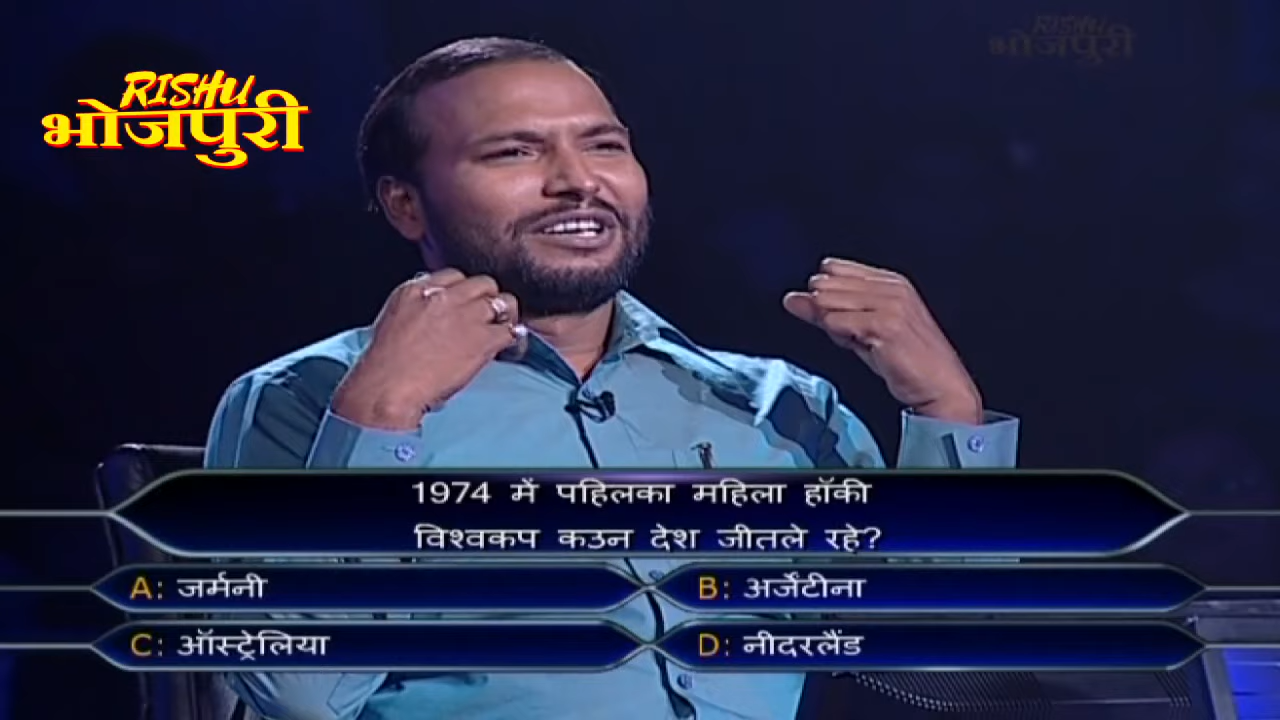 RISHU
भोजपुरी
RISHU
भोजपुरी
1974 में पहिलका महिला हॉकी
विश्वकप कउन देश जीतले रहे?
A: जर्मनी
B: अर्जेंटीना
C: ऑस्ट्रेलिया
D: नीदरलैंड